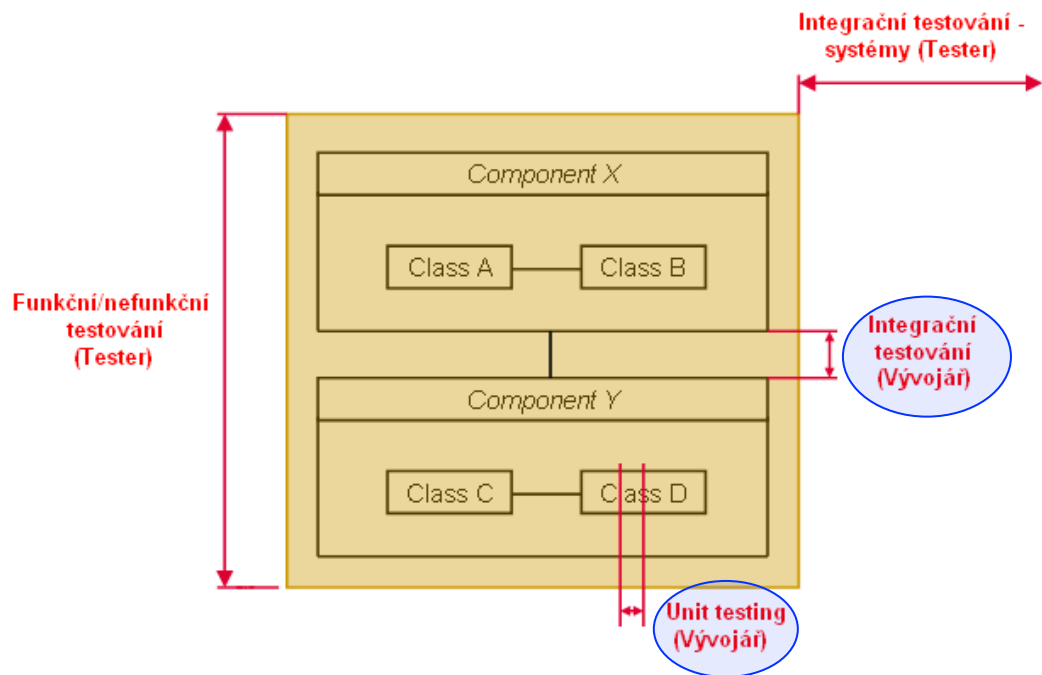 Integrační testování -
systémy (Tester)
Component X
Class A
Class B
Funkční/nefunkční
testování
(Tester)
Integrační
testování
(Vývojář)
Component Y
Class C
Class D
Unit testing
(Vývojář)